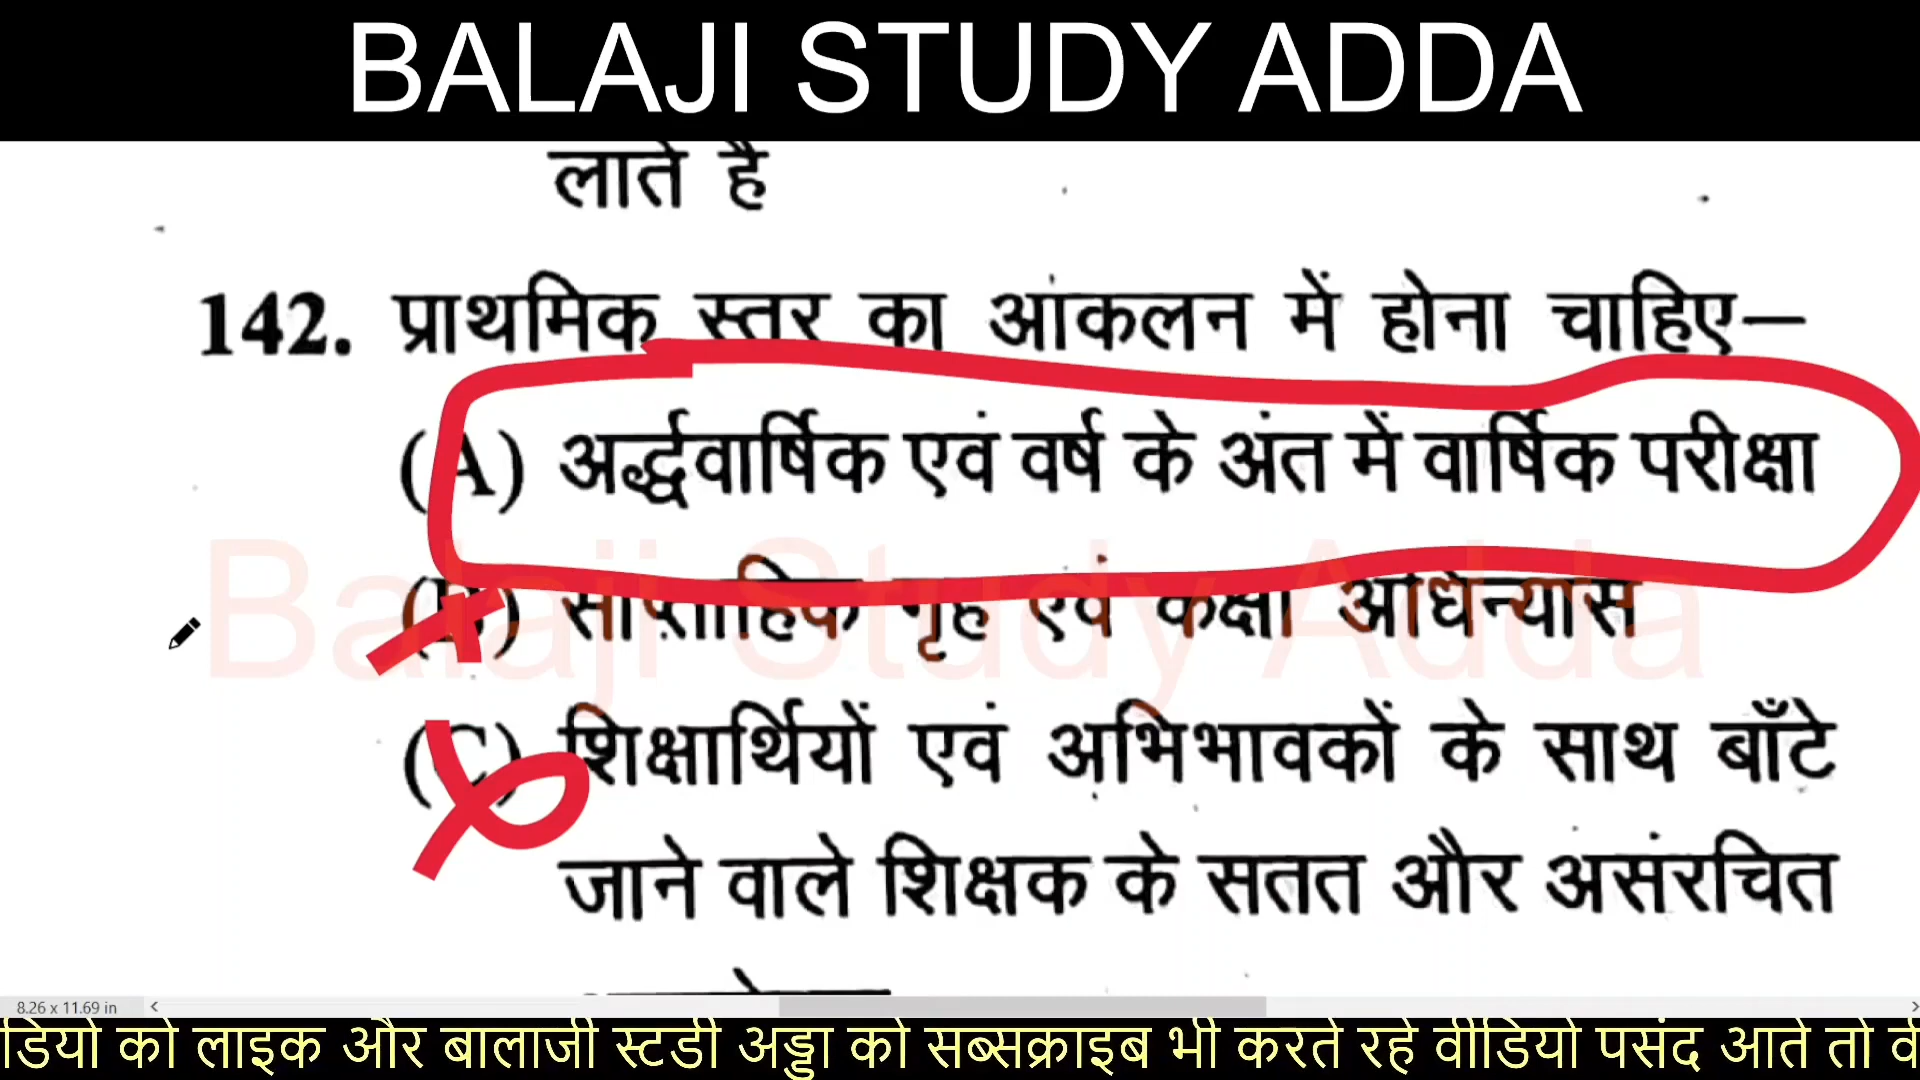 BALAJI STUDY ADDA
लाते है
142. प्राथमिक स्तर का आंकलन में होना चाहिए—
(A) अर्द्धवार्षिक एवं वर्ष के अंत में वार्षिक परीक्षा
(B) साप्ताहिक गृह एवं कक्षा अधिन्यास
Balaji Study Adda
(C) शिक्षार्थियों एवं अभिभावकों के साथ बाँटे
जाने वाले शिक्षक के सतत और असंरचित
8.26 x 11.69 in
डियो को लाइक और बालाजी स्टडी अड्डा को सब्सक्राइब भी करते रहे वीडियो पसंद आते तो